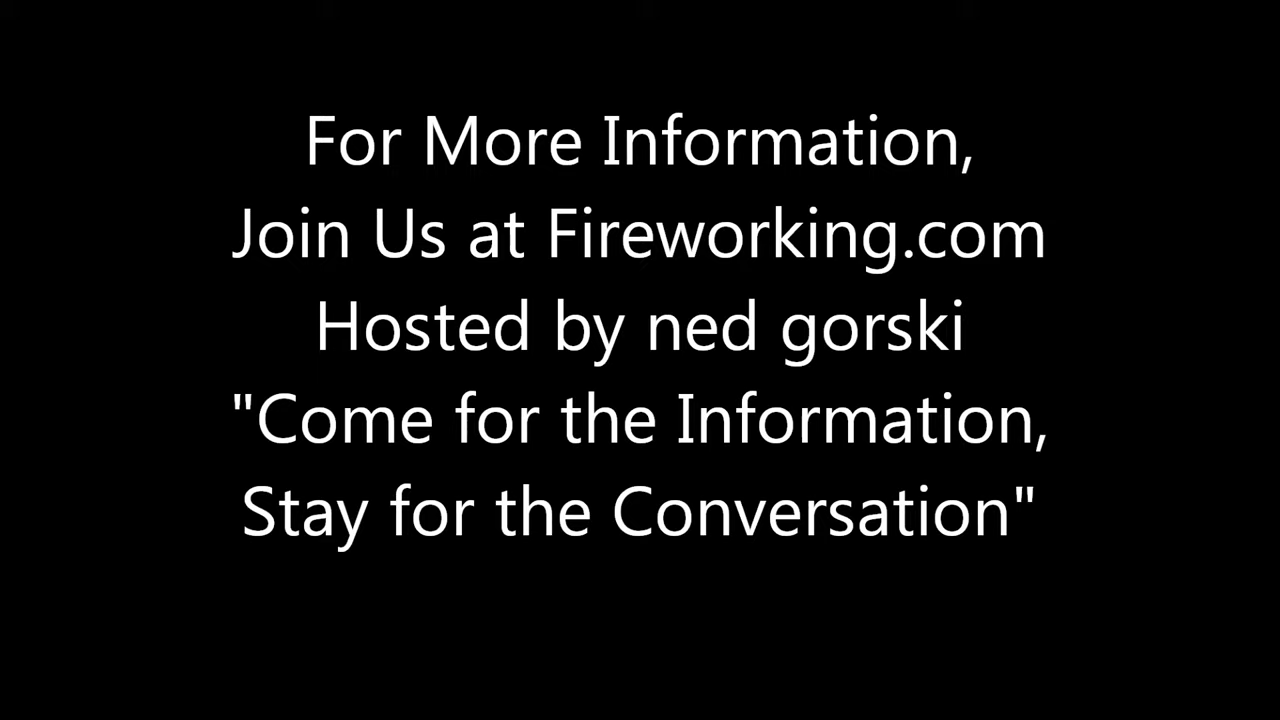 For More Information,
Join Us at Fireworking.com
Hosted by ned gorski
"Come for the Information,
Stay for the Conversation"